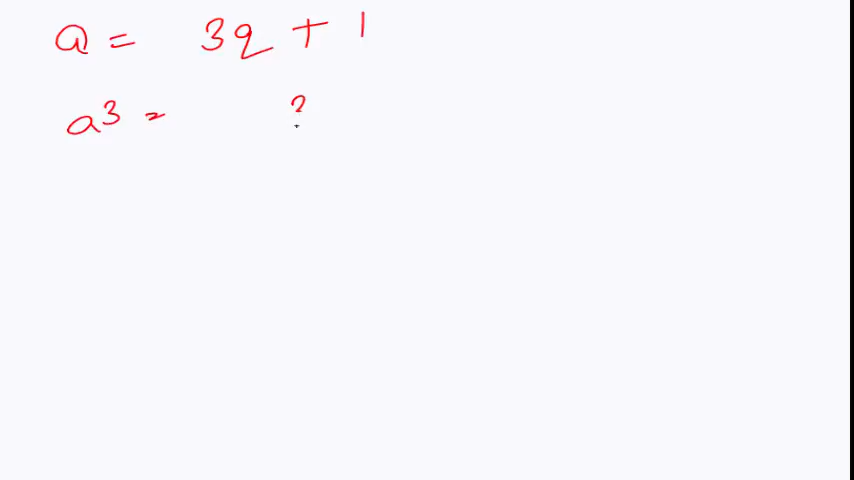 a = 3q + 1
a³ = ?